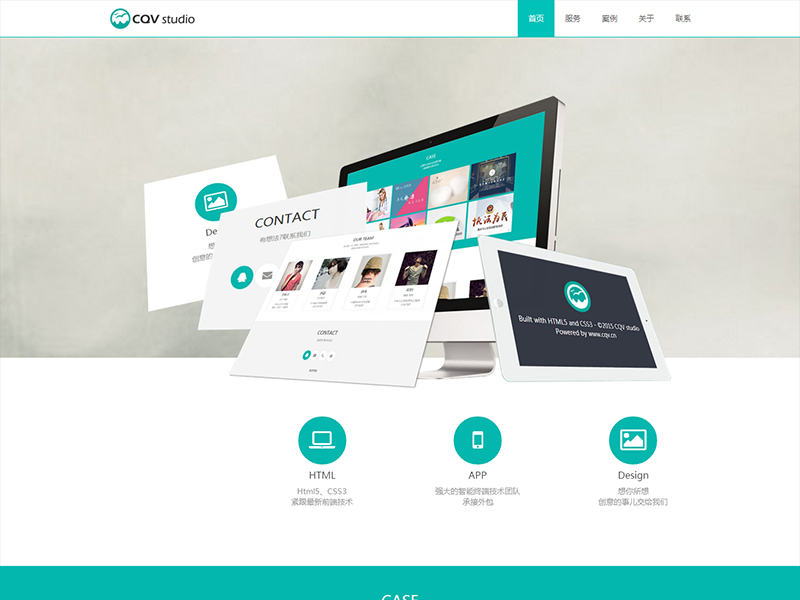 CQV studio
首页
服务
案例
关于
联系
CASE
De
想
创意的
CONTACT
有想法?联系我们
OUR TEAM
执法为民
CONTACT
Built with HTML5 and CSS3 - ©2015 CQV studio
Powered by www.cqv.cn
HTML
Html5、CSS3
紧跟最新前端技术
APP
强大的智能终端技术团队
承接外包
Design
想你所想
创意的事儿交给我们
CASE